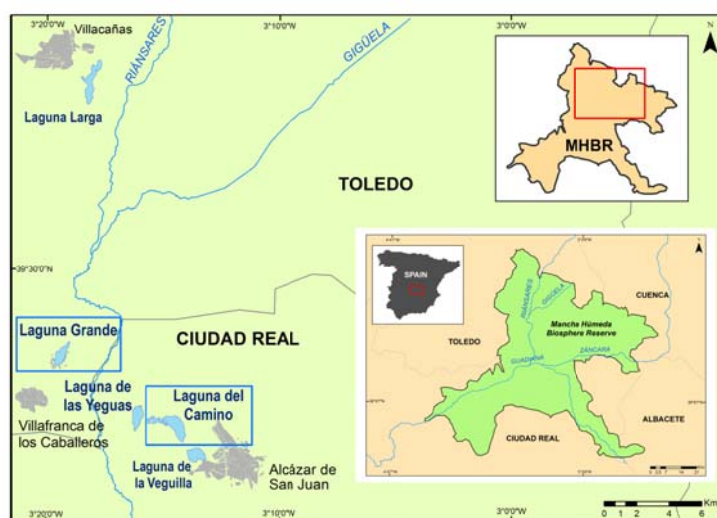 3°20'0"W
3°10'0"W
3°0'0"W
N
Villacañas
RIÁNSARES
GIGÜELA
Laguna Larga
MHBR
TOLEDO
39°30'0"N
SPAIN
CUENCA
RIÁNSARES
GIGÜELA
Mancha Húmeda
Biosphere Reserve
TOLEDO
ZÁNCARA
GUADIANA
ALBACETE
CIUDAD REAL
Laguna Grande
CIUDAD REAL
Laguna de
las Yeguas
Laguna del
Camino
Villafranca de
los Caballeros
Laguna de
la Veguilla
Alcázar de
San Juan
0 1 2 4 6
Km
3°20'0"W
3°10'0"W
3°0'0"W